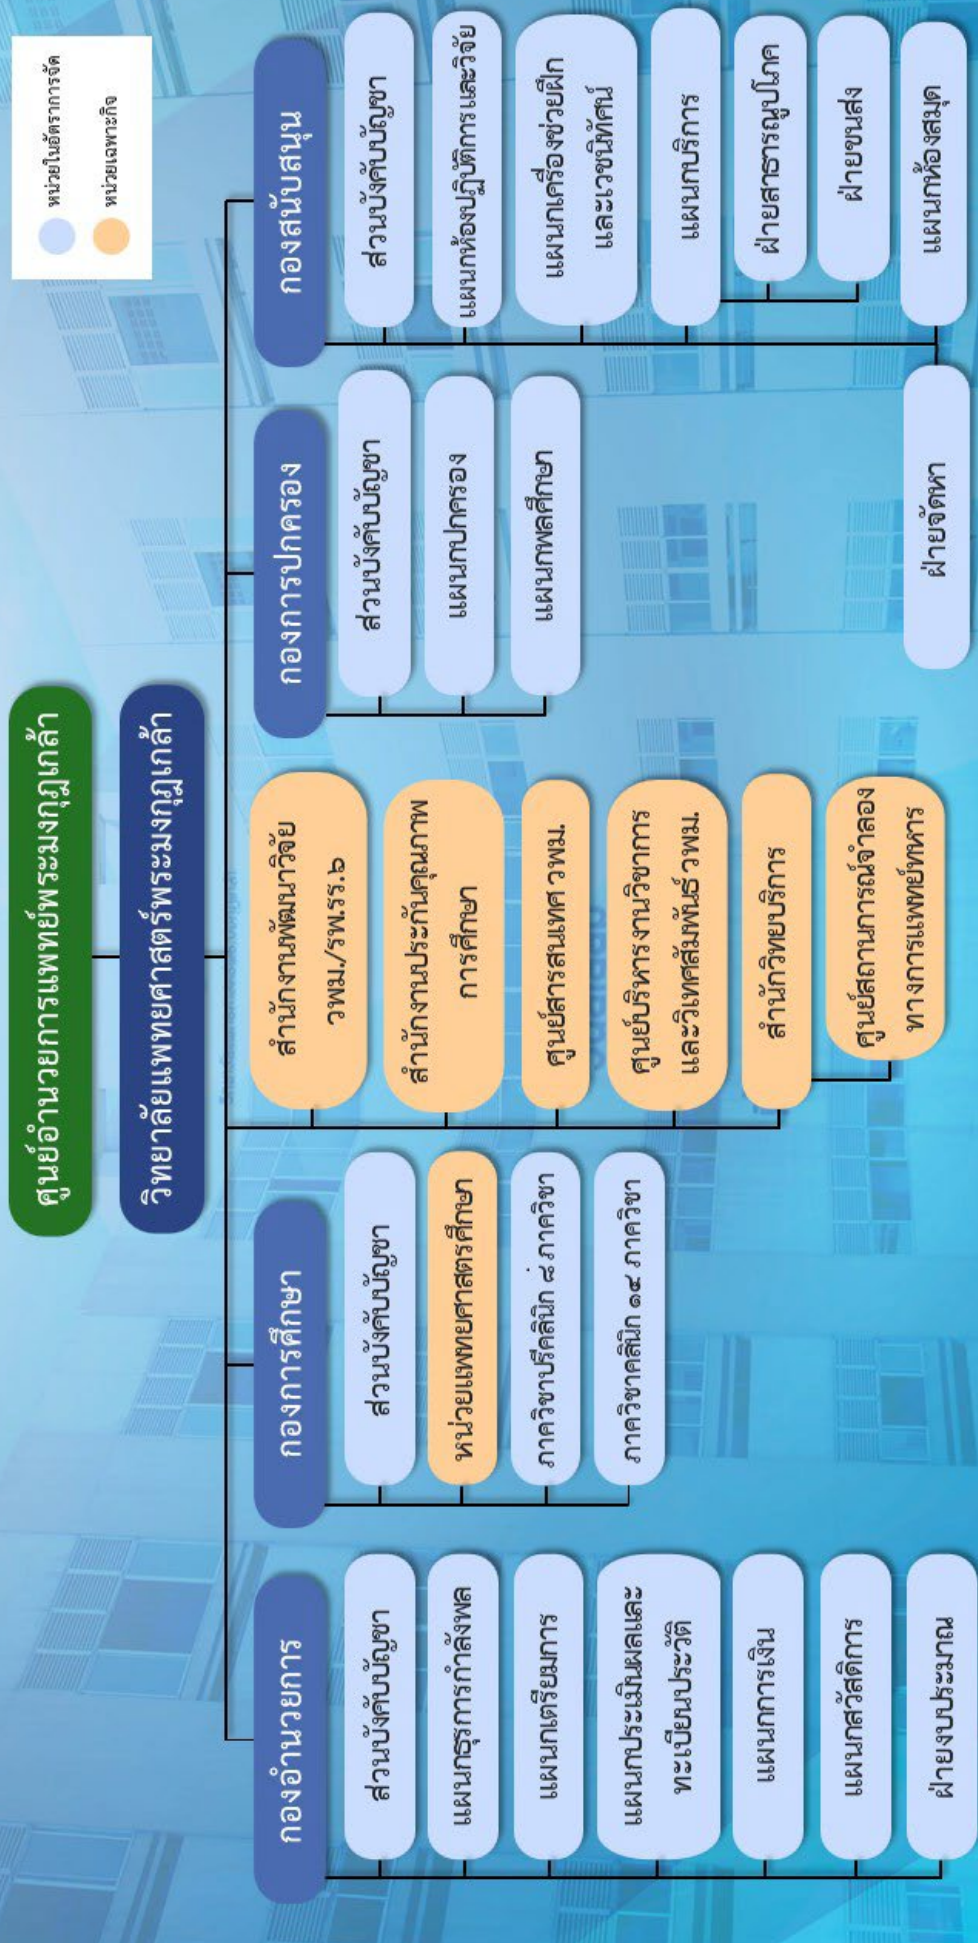 ศูนย์อำนวยการแพทย์พระมงกุฎเกล้า
วิทยาลัยแพทยศาสตร์พระมงกุฎเกล้า
หน่วยในอัตราการจัด
หน่วยเฉพาะกิจ
กองอำนวยการ
ส่วนบังคับบัญชา
แผนกธุรการกำลังพล
แผนกเตรียมการ
แผนกประเมินผลและ
ทะเบียนประวัติ
แผนกการเงิน
แผนกสวัสดิการ
ฝ่ายงบประมาณ
กองการศึกษา
ส่วนบังคับบัญชา
หน่วยแพทยศาสตรศึกษา
ภาควิชาปรีคลินิก ๘ ภาควิชา
ภาควิชาคลินิก ๑๔ ภาควิชา
สำนักงานพัฒนาวิจัย
วพม./รพ.รร.๖
สำนักงานประกันคุณภาพ
การศึกษา
ศูนย์สารสนเทศ วพม.
ศูนย์บริหารงานวิชาการ
และวิเทศสัมพันธ์ วพม.
สำนักวิทยบริการ
ศูนย์สถานการณ์จำลอง
ทางการแพทย์ทหาร
กองการปกครอง
ส่วนบังคับบัญชา
แผนกปกครอง
แผนกพลศึกษา
กองสนับสนุน
ส่วนบังคับบัญชา
แผนกห้องปฏิบัติการและวิจัย
แผนกเครื่องช่วยฝึก
และเวชนิทัศน์
แผนกบริการ
ฝ่ายสาธารณูปโภค
ฝ่ายขนส่ง
แผนกห้องสมุด
ฝ่ายจัดหา